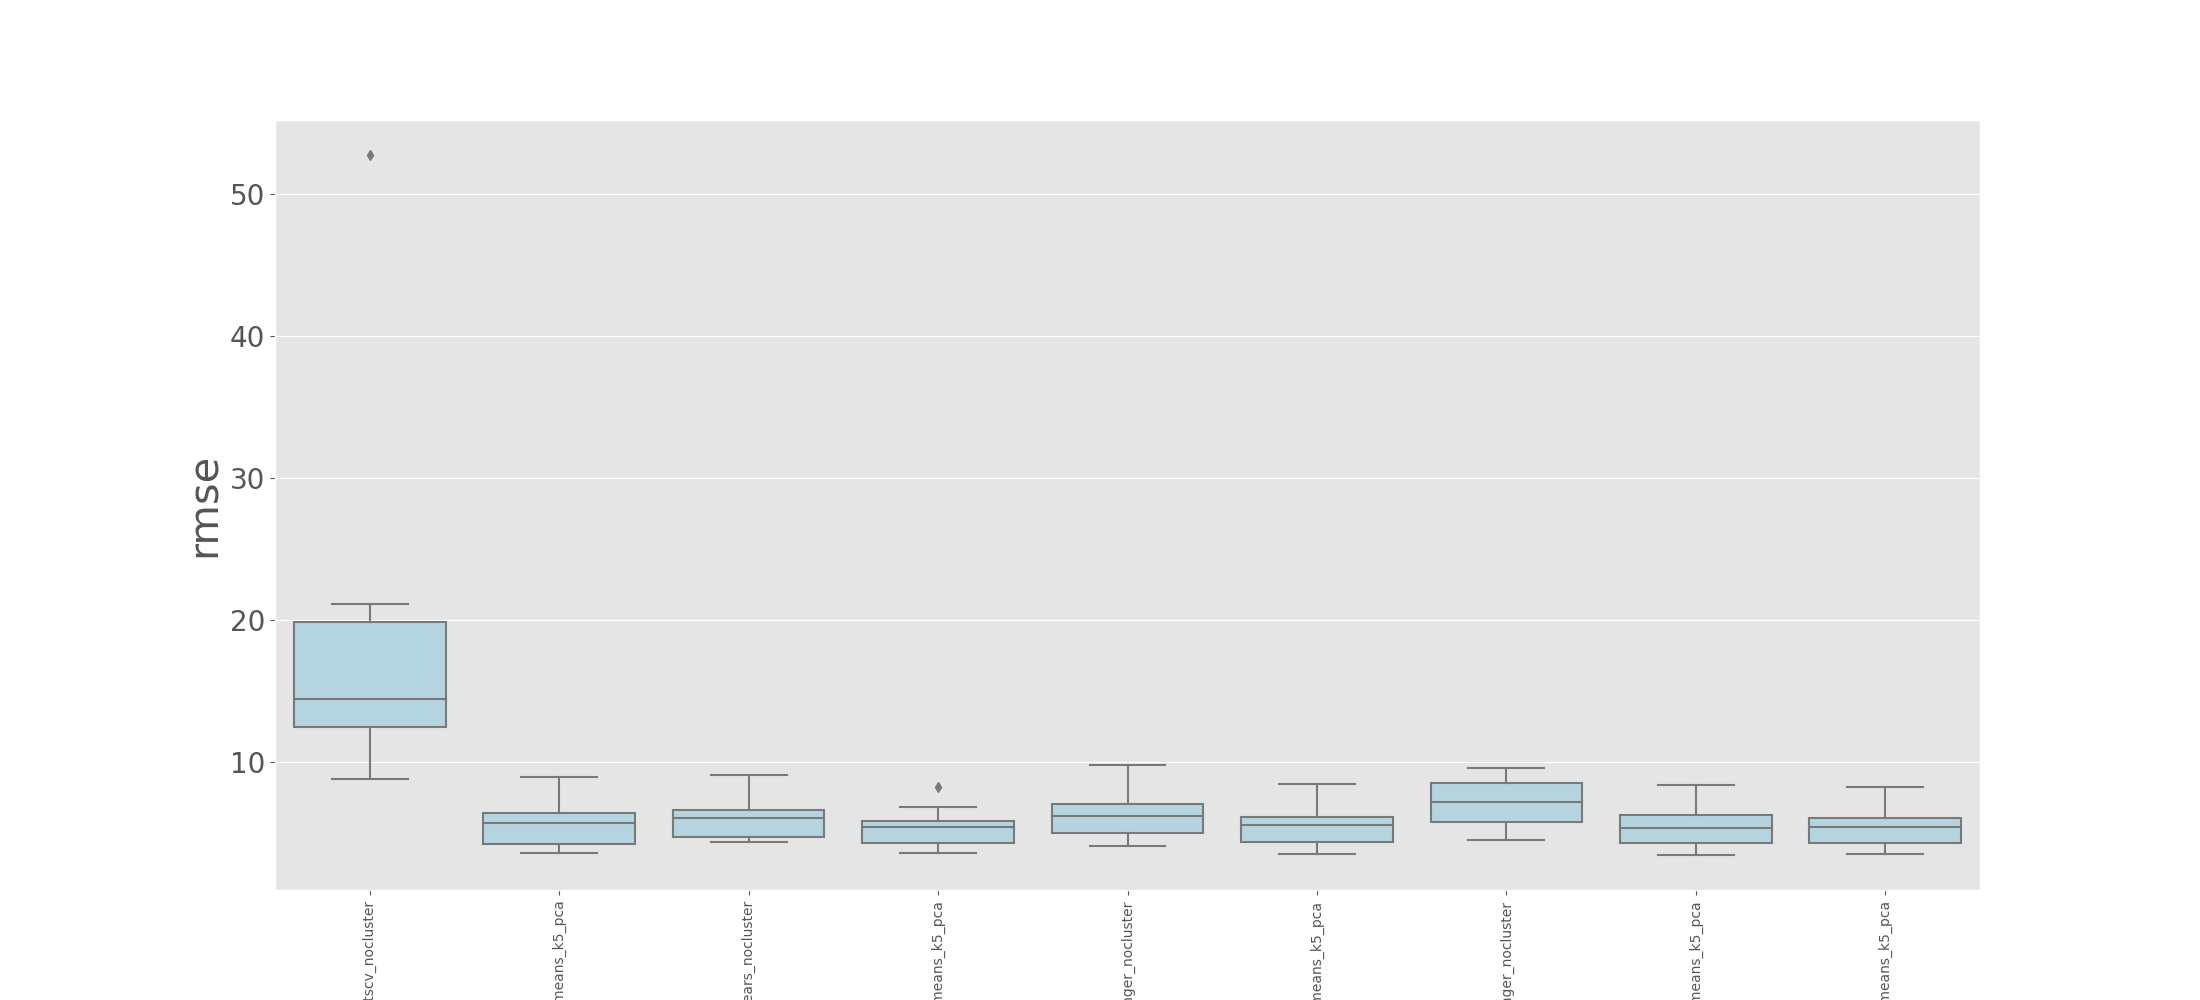 rmse
50
40
30
20
10
tscv_nocluster
means_k5_pca
ears_nocluster
means_k5_pca
nger_nocluster
means_k5_pca
nger_nocluster
means_k5_pca
means_k5_pca